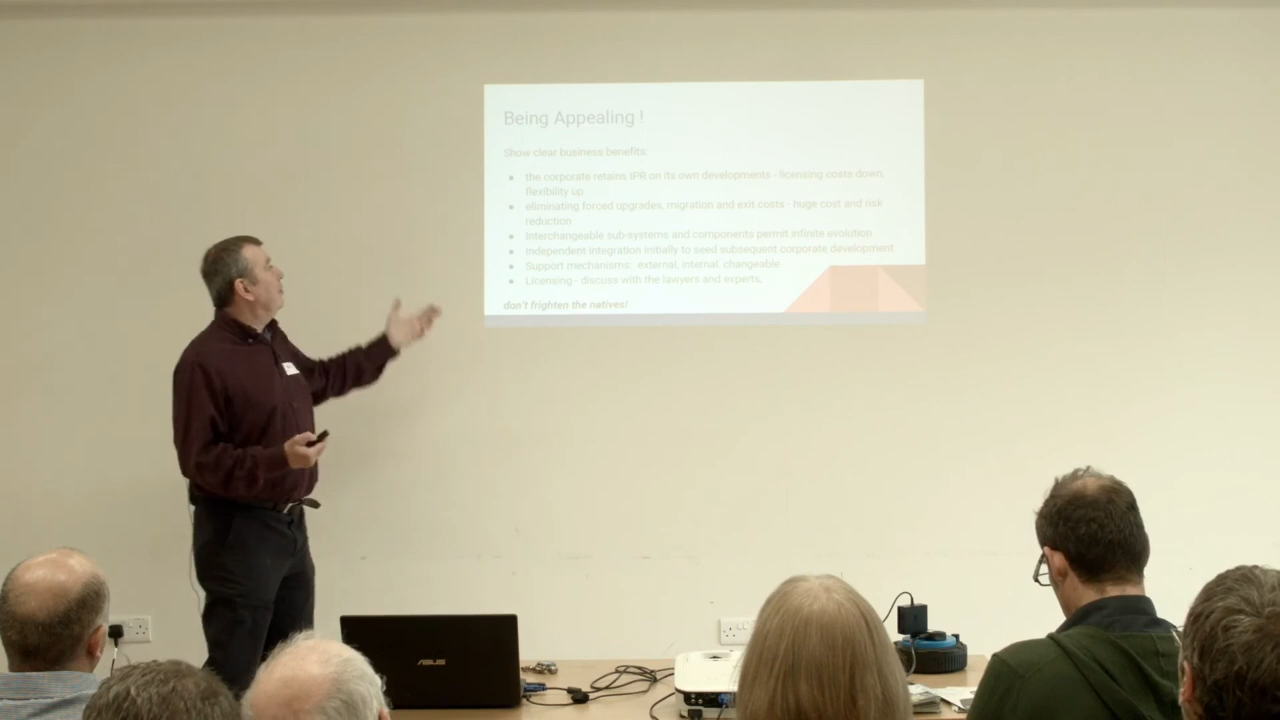 Being Appealing !
Show clear business benefits:
● the corporate retains IPR on its own developments - licensing costs down,
flexibility up
● eliminating forced upgrades, migration and exit costs - huge cost and risk
reduction
● Interchangeable sub-systems and components permit infinite evolution
● Independent integration initially to seed subsequent corporate development
● Support mechanisms: external, internal, changeable
● Licensing - discuss with the lawyers and experts,
don't frighten the natives!
ASUS